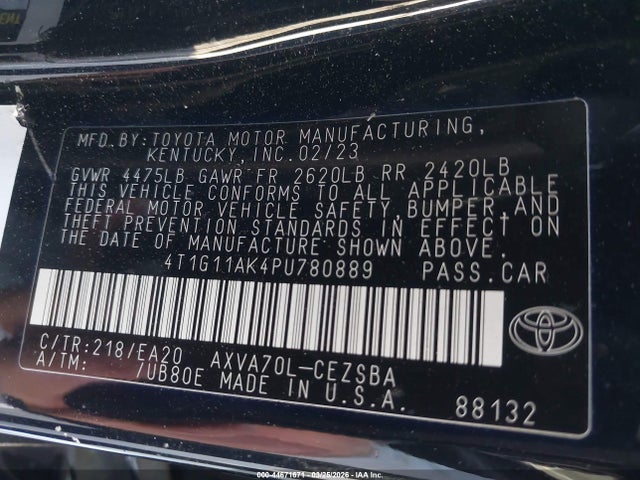 MFD.BY:TOYOTA MOTOR MANUFACTURING,
KENTUCKY,INC.02/23
GVWR 4475LB GAWR FR 2620LB RR 2420LB
THIS VEHICLE CONFORMS TO ALL APPLICABLE
FEDERAL MOTOR VEHICLE SAFETY,BUMPER,AND
THEFT PREVENTION STANDARDS IN EFFECT ON
THE DATE OF MANUFACTURE SHOWN ABOVE.
4T1G11AK4PU780889 PASS.CAR
C/TR:218/EA20 AXVA70L-CEZSBA
A/TM: 7UB80E MADE IN U.S.A.
88132
000-44671671 - 03/25/2026 - IAA Inc.